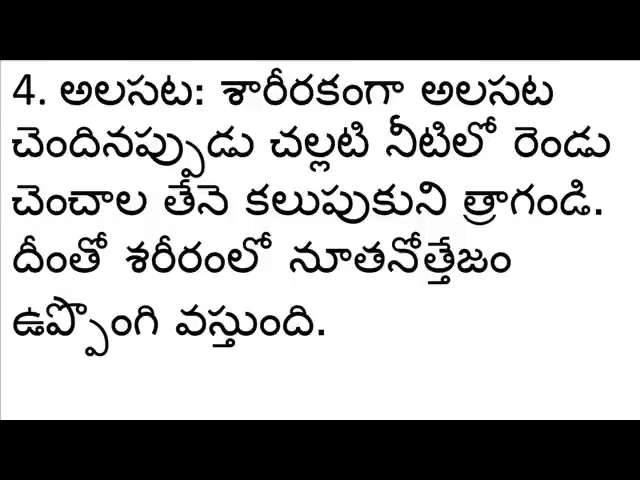 4. అలసట: శారీరకంగా అలసట
చెందినప్పుడు చల్లటి నీటిలో రెండు
చెంచాల తేనె కలుపుకుని త్రాగండి.
దీంతో శరీరంలో నూతనోత్తేజం
ఉప్పొంగి వస్తుంది.